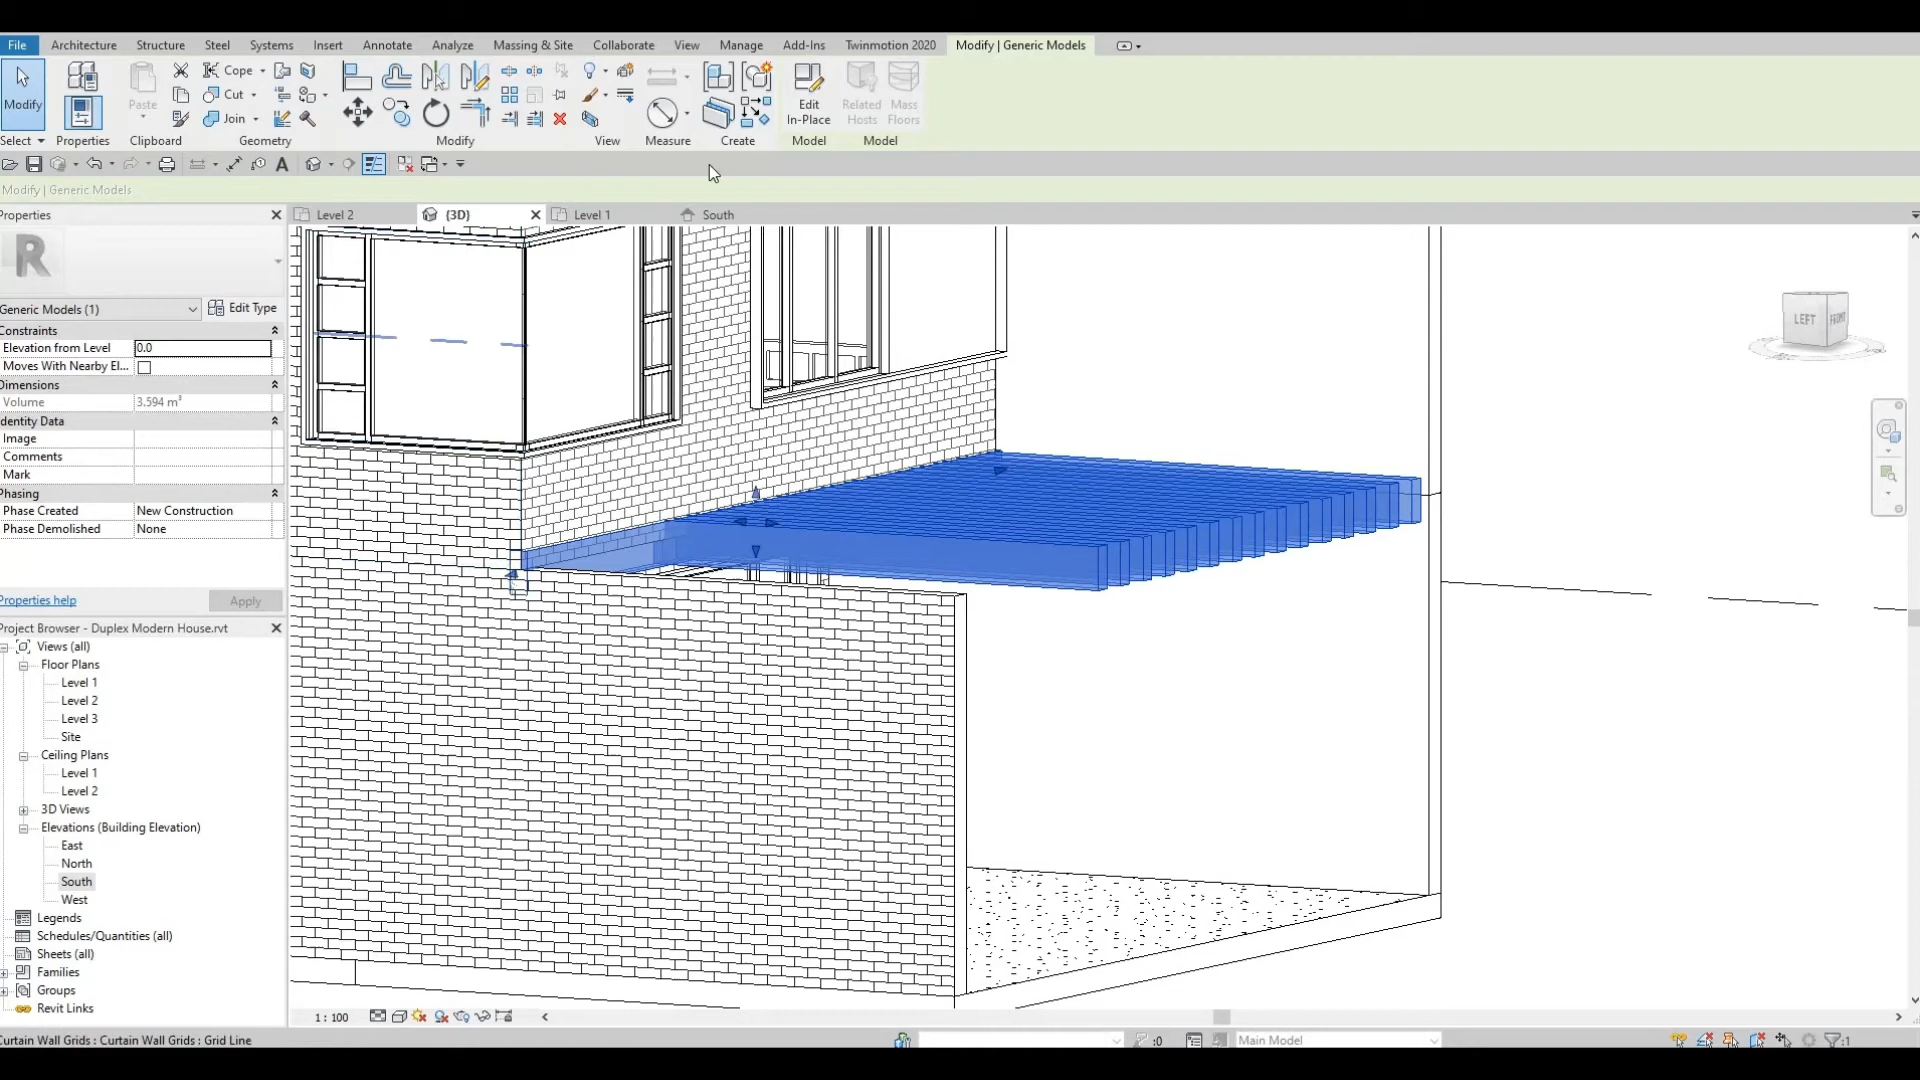 File Architecture Structure Steel Systems Insert Annotate Analyze Massing & Site Collaborate View Manage Add-Ins Twinmotion 2020 Modify | Generic Models
Modify
Paste
Cope
Cut
Join
Edit In-Place
Related Hosts
Mass Floors
Select Properties Clipboard Geometry Modify View Measure Create Model Model
Modify | Generic Models
Properties
Level 2 {3D} Level 1 South
R
Generic Models (1) Edit Type
Constraints
Elevation from Level 0.0
Moves With Nearby El...
Dimensions
Volume 3.594 m³
Identity Data
Image
Comments
Mark
Phasing
Phase Created New Construction
Phase Demolished None
Properties help Apply
Project Browser - Duplex Modern House.rvt
Views (all)
Floor Plans
Level 1
Level 2
Level 3
Site
Ceiling Plans
Level 1
Level 2
3D Views
Elevations (Building Elevation)
East
North
South
West
Legends
Schedules/Quantities (all)
Sheets (all)
Families
Groups
Revit Links
LEFT FRONT
1 : 100
Curtain Wall Grids : Curtain Wall Grids : Grid Line
:0 Main Model :1